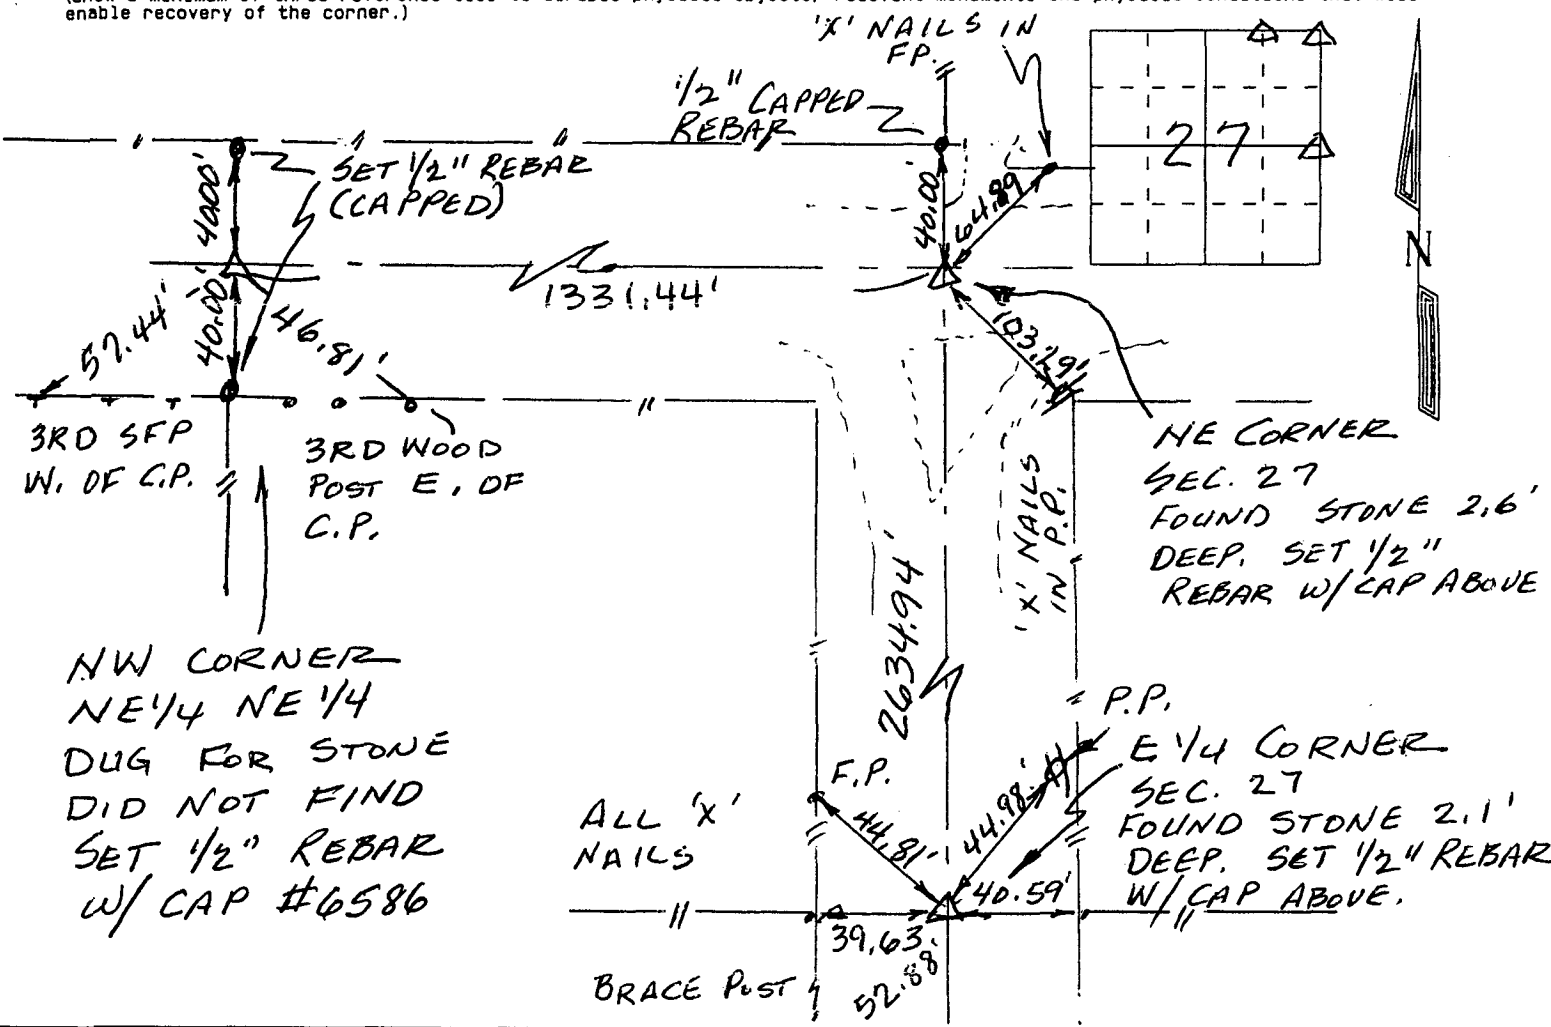 enable recovery of the corner.)
'X' NAILS IN
F.P.
1/2" CAPPED
REBAR
27
N
SET 1/2" REBAR
(CAPPED)
40.00'
40.00'
40.00
64.89
1331.44'
57.44'
46.81'
103.29'
3RD SFP
W. OF C.P.
3RD WOOD
POST E. OF
C.P.
'X' NAILS
IN P.P.
NE CORNER
SEC. 27
FOUND STONE 2.6'
DEEP. SET 1/2"
REBAR W/ CAP ABOVE
NW CORNER
NE 1/4 NE 1/4
DUG FOR STONE
DID NOT FIND
SET 1/2" REBAR
W/ CAP #6586
2634.94'
P.P.
E 1/4 CORNER
SEC. 27
FOUND STONE 2.1'
DEEP. SET 1/2" REBAR
W/ CAP ABOVE.
F.P.
ALL 'X'
NAILS
44.81'
44.98'
40.59'
39.63'
52.88'
BRACE POST